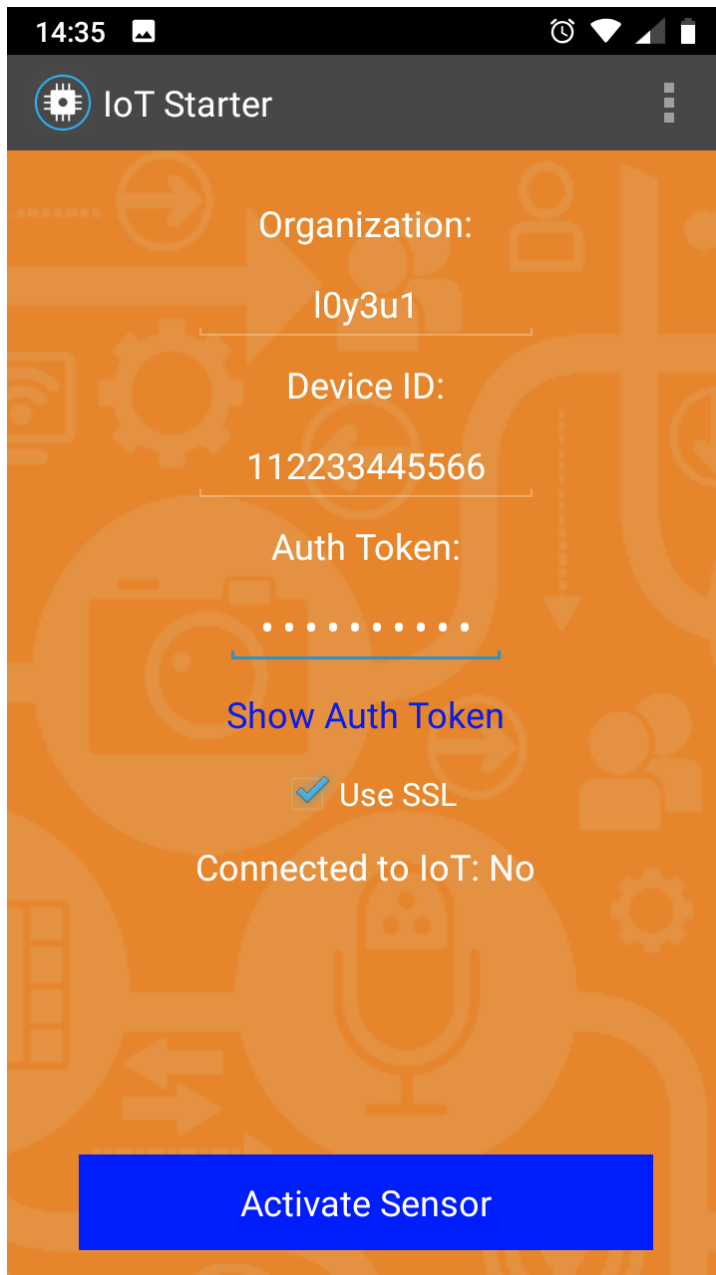 14:35
IoT Starter
Organization:
l0y3u1
Device ID:
112233445566
Auth Token:
••••••••••
Show Auth Token
Use SSL
Connected to IoT: No
Activate Sensor